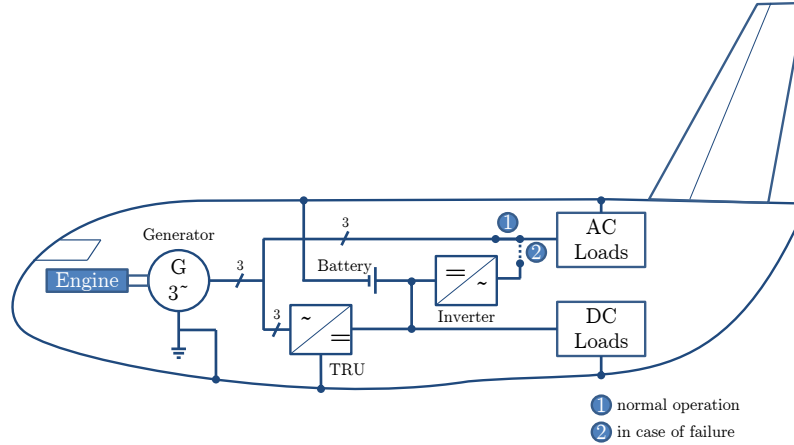 1
3
AC
Loads
Generator
2
G
3~
3
Battery
=
~
Engine
3
~
=
Inverter
DC
Loads
TRU
1 normal operation
2 in case of failure